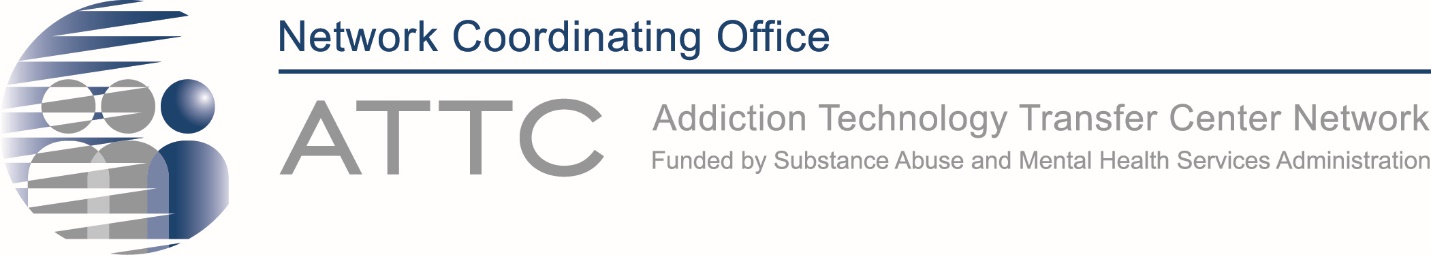 Network Coordinating Office
ATTC
Addiction Technology Transfer Center Network
Funded by Substance Abuse and Mental Health Services Administration